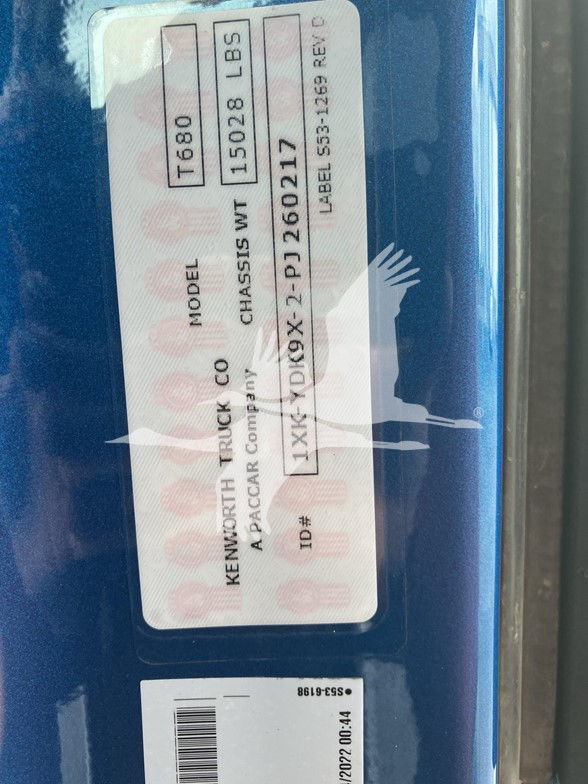 KENWORTH TRUCK CO MODEL T680
A PACCAR Company CHASSIS WT 15028 LBS
ID# 1XK-YDK9X-2-PJ260217
LABEL S53-1269 REV D
S53-6198
/2022 00:44
®